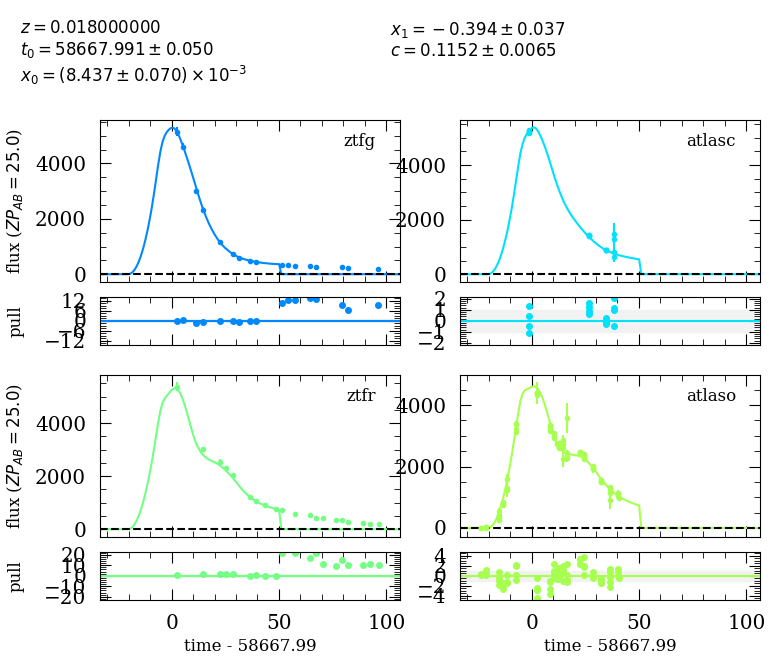 z = 0.018000000
t₀ = 58667.991 ± 0.050
x₀ = (8.437 ± 0.070) × 10⁻³
x₁ = −0.394 ± 0.037
c = 0.1152 ± 0.0065
flux (ZP_AB = 25.0)
4000
2000
0
ztfg
4000
2000
0
atlasc
pull
12
6
0
−6
−12
2
1
0
−1
−2
flux (ZP_AB = 25.0)
4000
2000
0
ztfr
4000
2000
0
atlaso
pull
20
10
0
−10
−20
4
2
0
−2
−4
0 50 100
0 50 100
time - 58667.99
time - 58667.99